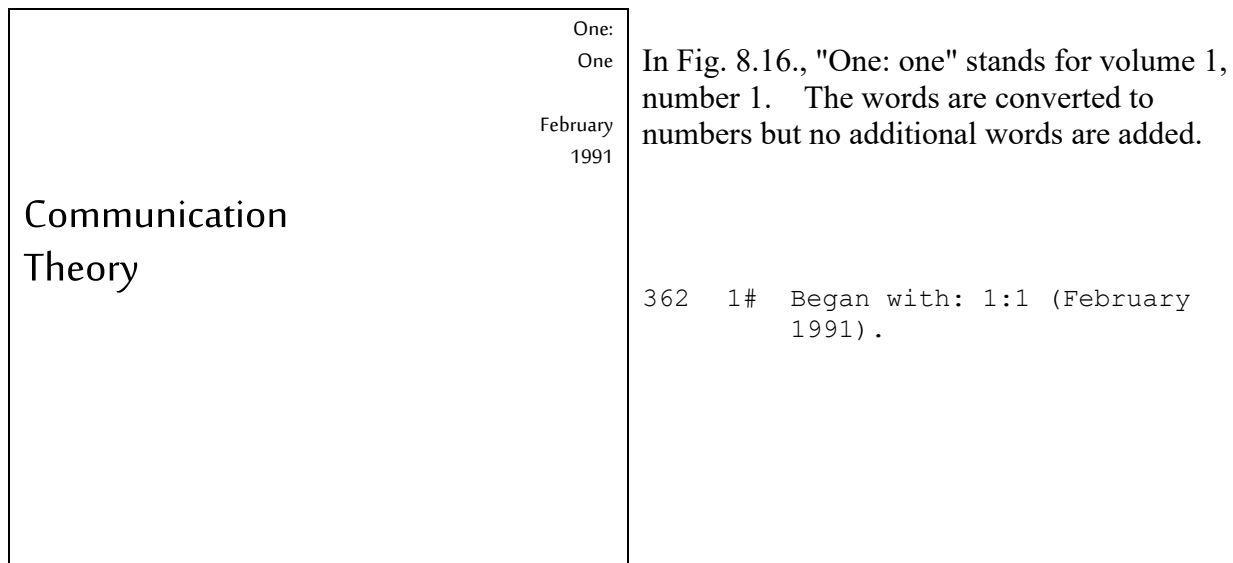 One:
One
February
1991
Communication
Theory
In Fig. 8.16., "One: one" stands for volume 1,
number 1. The words are converted to
numbers but no additional words are added.
362 1# Began with: 1:1 (February
1991).